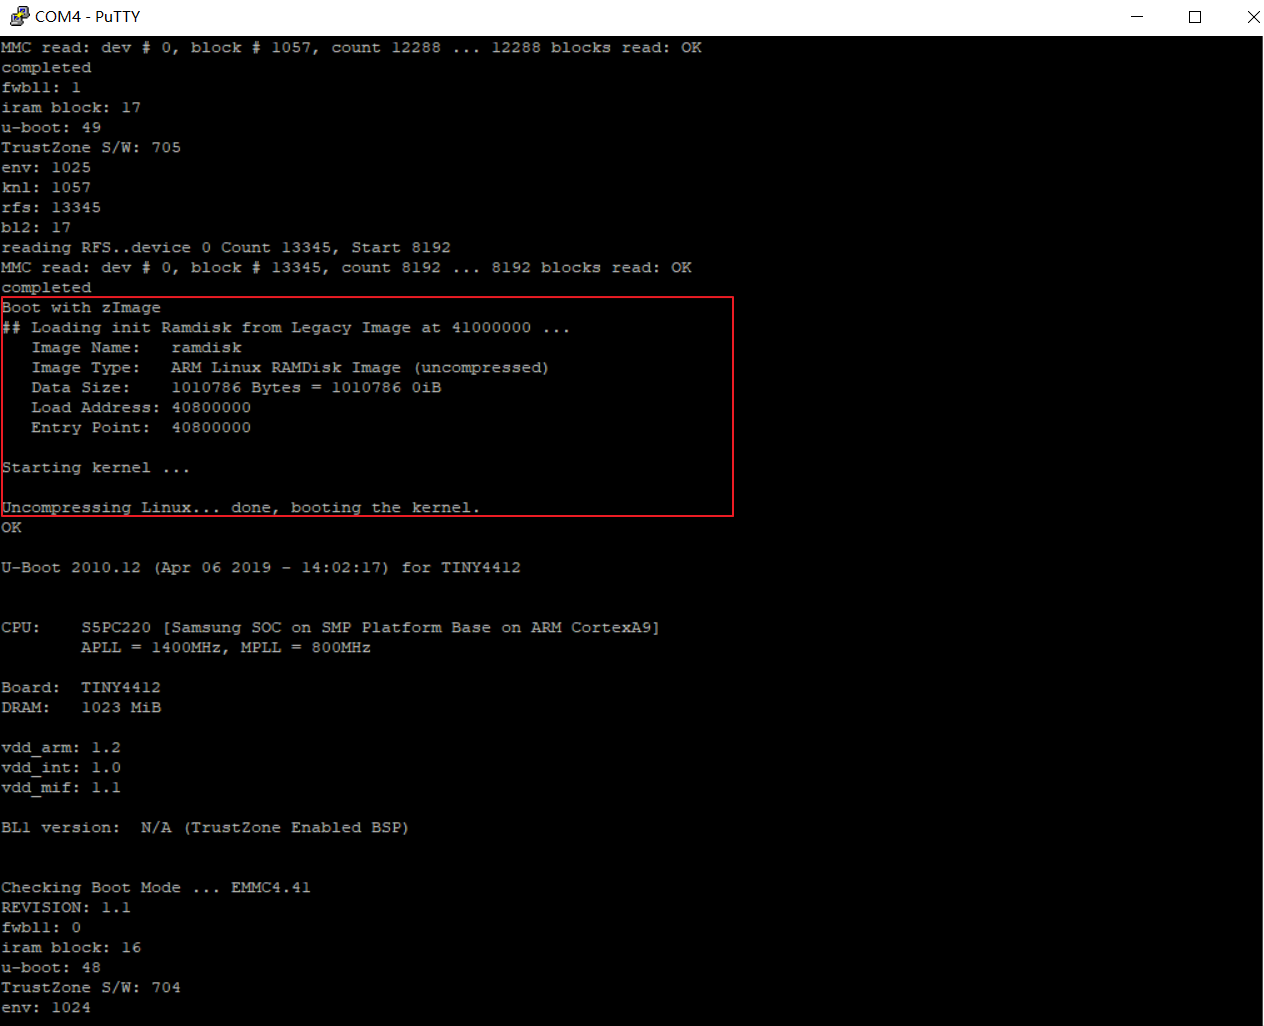 COM4 - PuTTY
MMC read: dev # 0, block # 1057, count 12288 ... 12288 blocks read: OK
completed
fwbl1: 1
iram block: 17
u-boot: 49
TrustZone S/W: 705
env: 1025
knl: 1057
rfs: 13345
bl2: 17
reading RFS..device 0 Count 13345, Start 8192
MMC read: dev # 0, block # 13345, count 8192 ... 8192 blocks read: OK
completed
Boot with zImage
## Loading init Ramdisk from Legacy Image at 41000000 ...
   Image Name:   ramdisk
   Image Type:   ARM Linux RAMDisk Image (uncompressed)
   Data Size:    1010786 Bytes = 1010786 0iB
   Load Address: 40800000
   Entry Point:  40800000
Starting kernel ...
Uncompressing Linux... done, booting the kernel.
OK
U-Boot 2010.12 (Apr 06 2019 - 14:02:17) for TINY4412
CPU:    S5PC220 [Samsung SOC on SMP Platform Base on ARM CortexA9]
        APLL = 1400MHz, MPLL = 800MHz
Board:  TINY4412
DRAM:   1023 MiB
vdd_arm: 1.2
vdd_int: 1.0
vdd_mif: 1.1
BL1 version:  N/A (TrustZone Enabled BSP)
Checking Boot Mode ... EMMC4.41
REVISION: 1.1
fwbl1: 0
iram block: 16
u-boot: 48
TrustZone S/W: 704
env: 1024